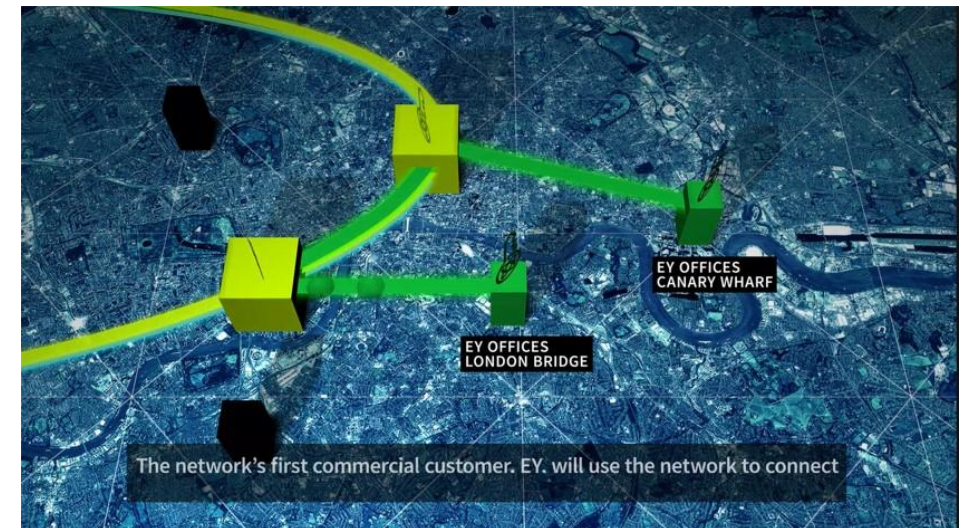 EY OFFICES
CANARY WHARF
EY OFFICES
LONDON BRIDGE
The network's first commercial customer. EY. will use the network to connect